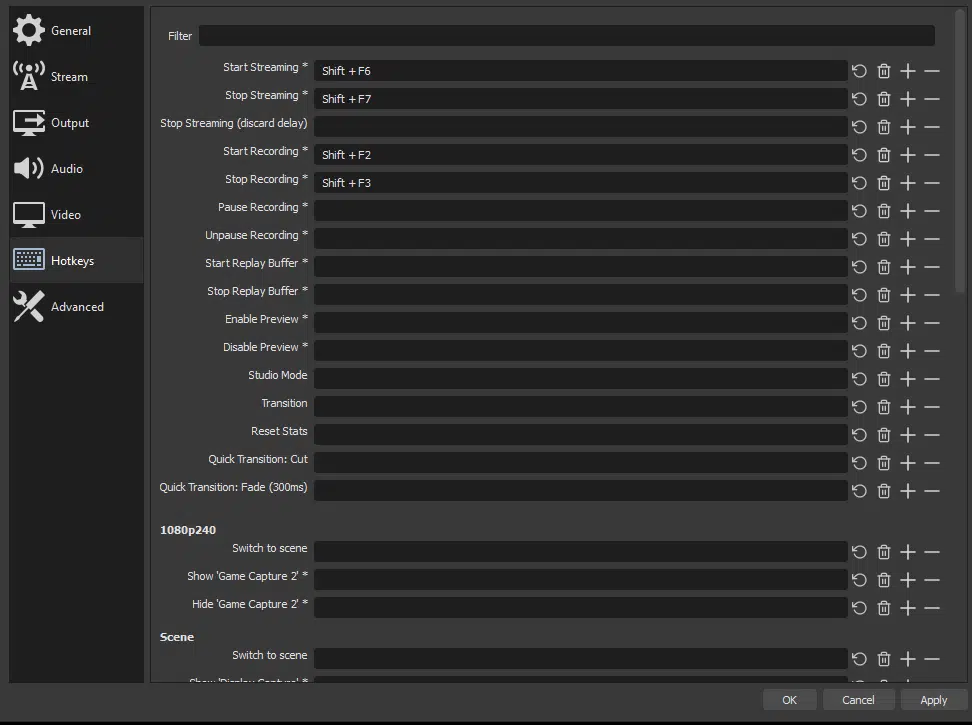 General
Stream
Output
Audio
Video
Hotkeys
Advanced
Filter
Start Streaming * Shift + F6
Stop Streaming * Shift + F7
Stop Streaming (discard delay)
Start Recording * Shift + F2
Stop Recording * Shift + F3
Pause Recording *
Unpause Recording *
Start Replay Buffer *
Stop Replay Buffer *
Enable Preview *
Disable Preview *
Studio Mode
Transition
Reset Stats
Quick Transition: Cut
Quick Transition: Fade (300ms)
1080p240
Switch to scene
Show 'Game Capture 2' *
Hide 'Game Capture 2' *
Scene
Switch to scene
Show 'Display Capture' *
OK Cancel Apply